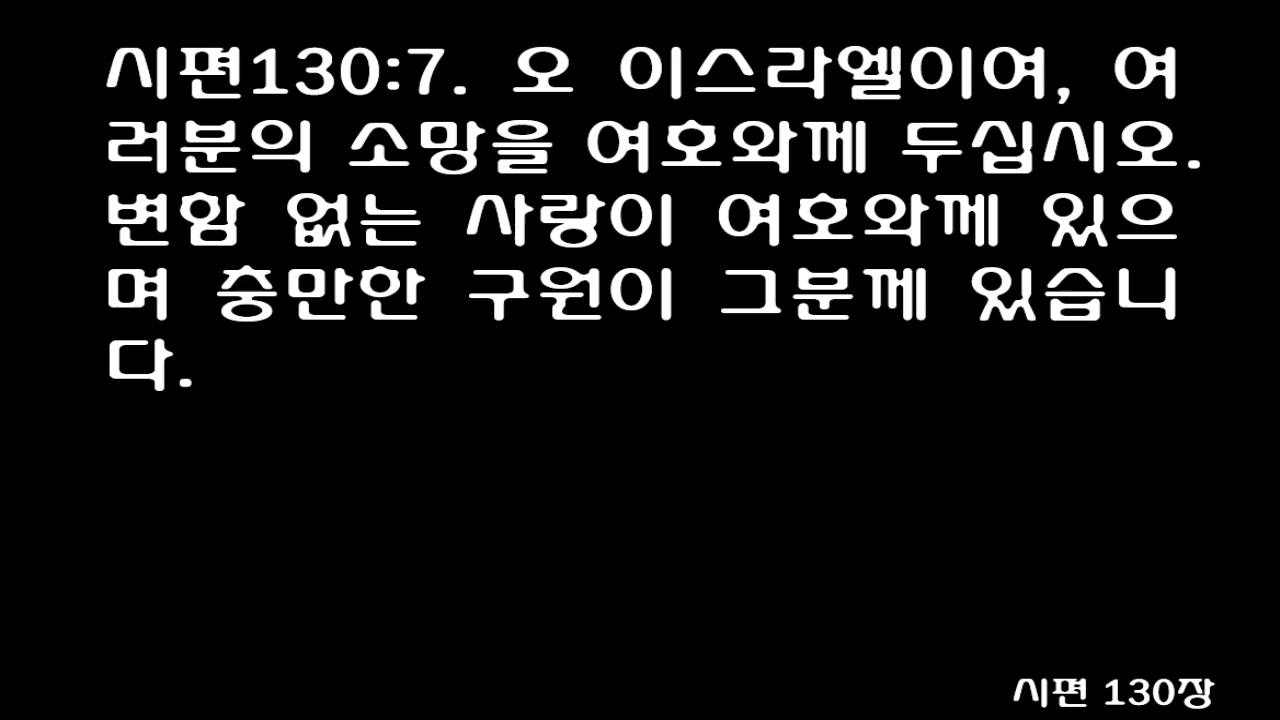 시편130:7. 오 이스라엘이여, 여
러분의 소망을 여호와께 두십시오.
변함 없는 사랑이 여호와께 있으
며 충만한 구원이 그분께 있습니
다.
시편 130장